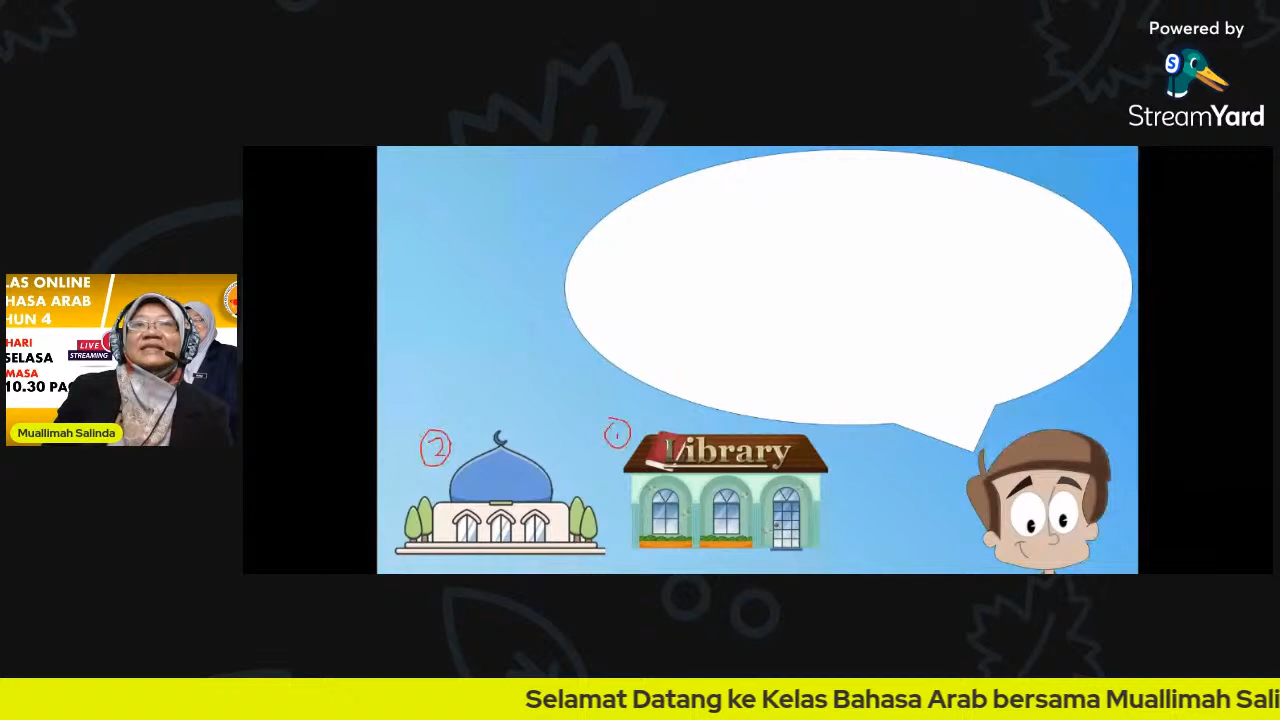 Powered by
S
StreamYard
LAS ONLINE
HASA ARAB
HUN 4
HARI
SELASA
MASA
10.30 PAG
LIVE
STREAMING
Muallimah Salinda
2
1
Library
Selamat Datang ke Kelas Bahasa Arab bersama Muallimah Sali